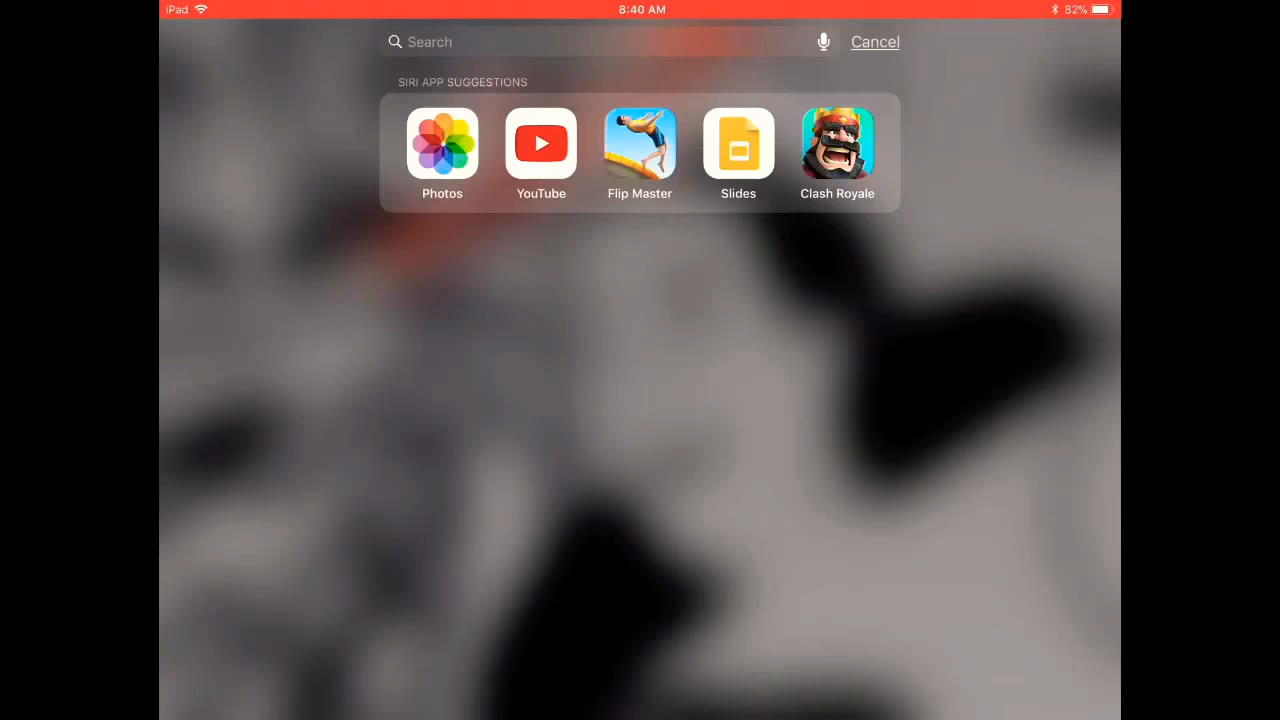 iPad 8:40 AM 82%
Search Cancel
SIRI APP SUGGESTIONS
Photos YouTube Flip Master Slides Clash Royale